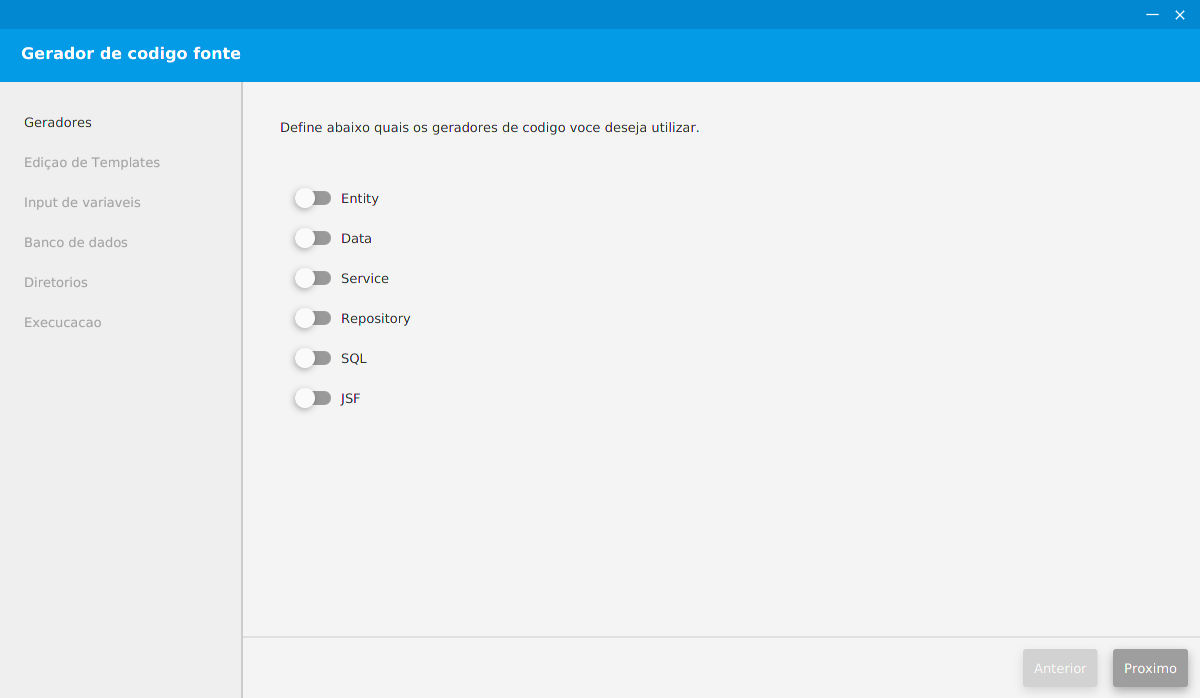 Gerador de codigo fonte
Geradores
Ediçao de Templates
Input de variaveis
Banco de dados
Diretorios
Execucacao
Define abaixo quais os geradores de codigo voce deseja utilizar.
Entity
Data
Service
Repository
SQL
JSF
Anterior
Proximo